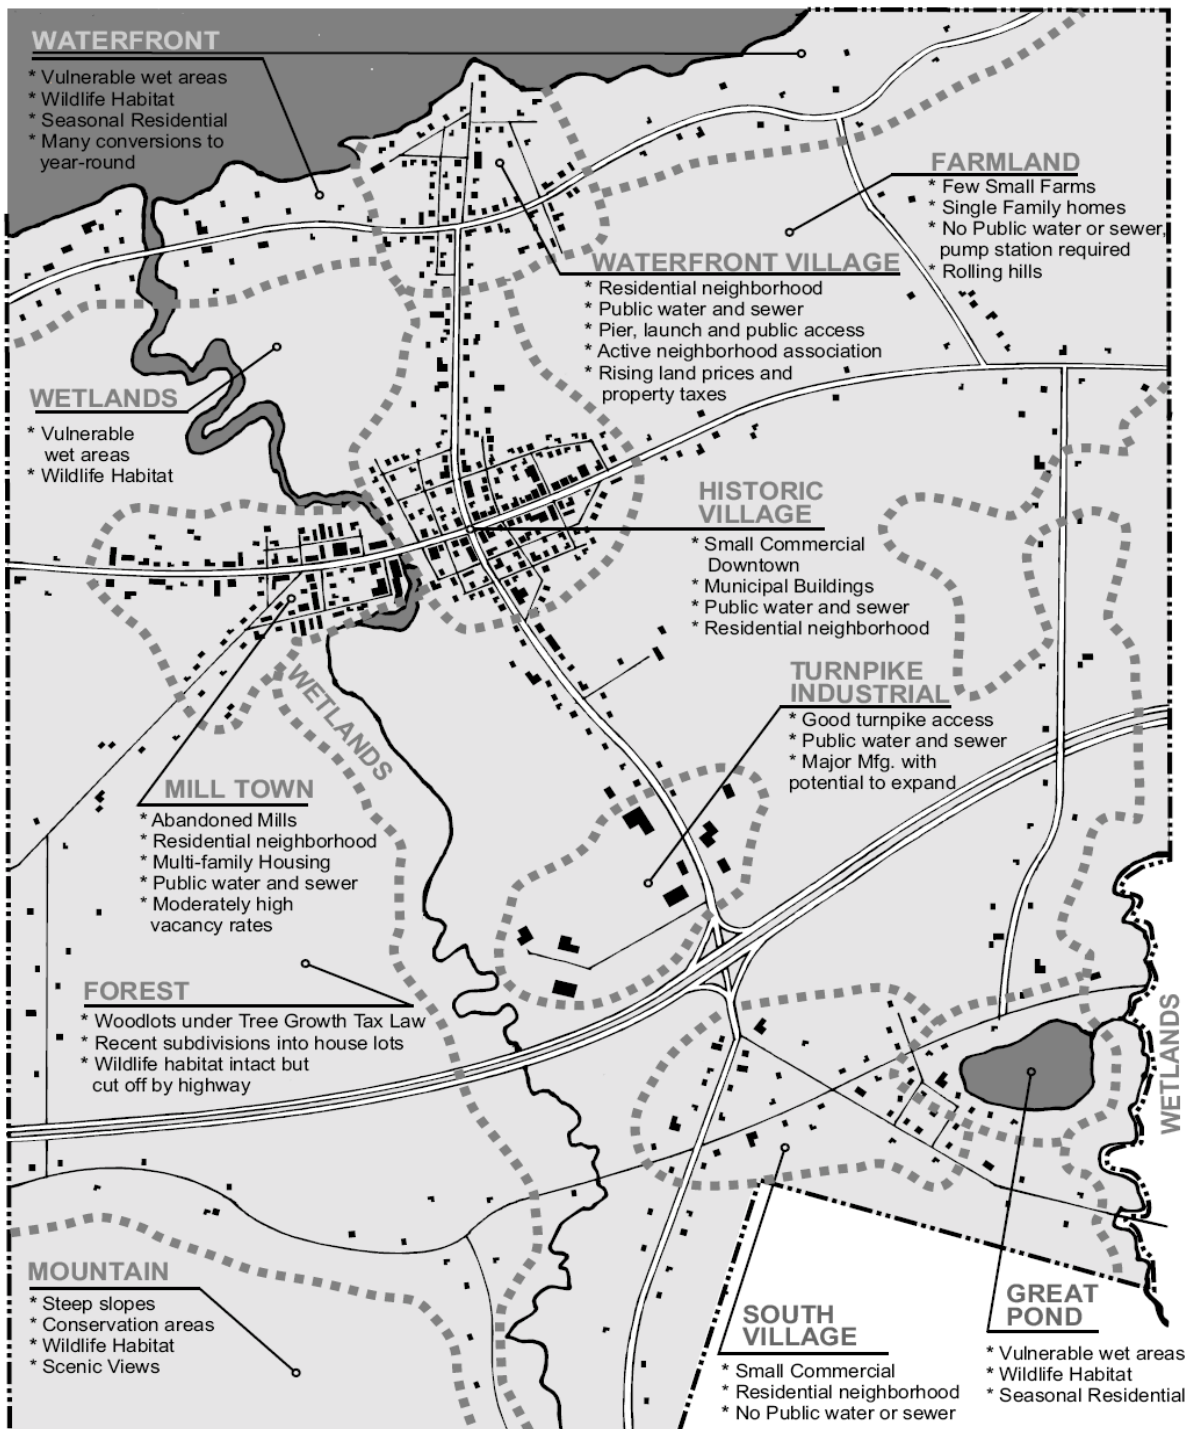 WATERFRONT
* Vulnerable wet areas
* Wildlife Habitat
* Seasonal Residential
* Many conversions to
year-round
FARMLAND
* Few Small Farms
* Single Family homes
* No Public water or sewer,
pump station required
* Rolling hills
WATERFRONT VILLAGE
* Residential neighborhood
* Public water and sewer
* Pier, launch and public access
* Active neighborhood association
* Rising land prices and
property taxes
WETLANDS
* Vulnerable
wet areas
* Wildlife Habitat
HISTORIC
VILLAGE
* Small Commercial
Downtown
* Municipal Buildings
* Public water and sewer
* Residential neighborhood
WETLANDS
TURNPIKE
INDUSTRIAL
* Good turnpike access
* Public water and sewer
* Major Mfg. with
potential to expand
MILL TOWN
* Abandoned Mills
* Residential neighborhood
* Multi-family Housing
* Public water and sewer
* Moderately high
vacancy rates
FOREST
* Woodlots under Tree Growth Tax Law
* Recent subdivisions into house lots
* Wildlife habitat intact but
cut off by highway
WETLANDS
MOUNTAIN
* Steep slopes
* Conservation areas
* Wildlife Habitat
* Scenic Views
SOUTH
VILLAGE
* Small Commercial
* Residential neighborhood
* No Public water or sewer
GREAT
POND
* Vulnerable wet areas
* Wildlife Habitat
* Seasonal Residential